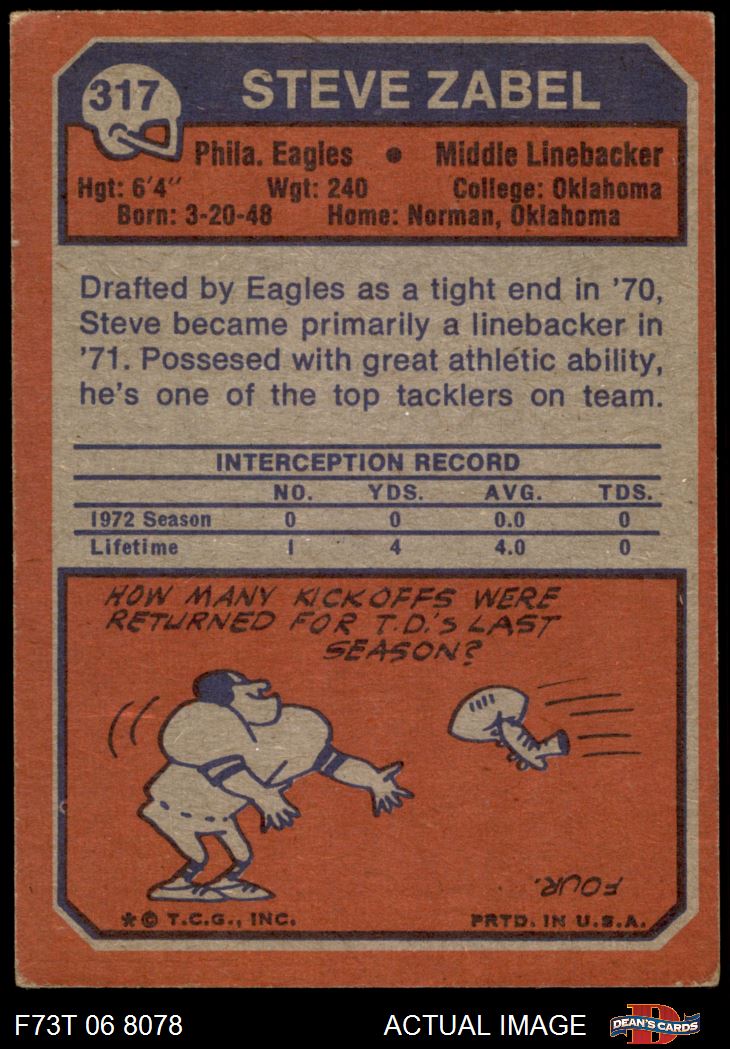 317
STEVE ZABEL
Phila. Eagles • Middle Linebacker
Hgt: 6'4" Wgt: 240 College: Oklahoma
Born: 3-20-48 Home: Norman, Oklahoma
Drafted by Eagles as a tight end in '70,
Steve became primarily a linebacker in
'71. Possesed with great athletic ability,
he's one of the top tacklers on team.
INTERCEPTION RECORD
NO. YDS. AVG. TDS.
1972 Season 0 0 0.0 0
Lifetime 1 4 4.0 0
HOW MANY KICKOFFS WERE
RETURNED FOR T.D.'S LAST
SEASON?
FOUR.
* © T.C.G., INC. PRTD. IN U.S.A.
F73T 06 8078 ACTUAL IMAGE DEAN'S CARDS